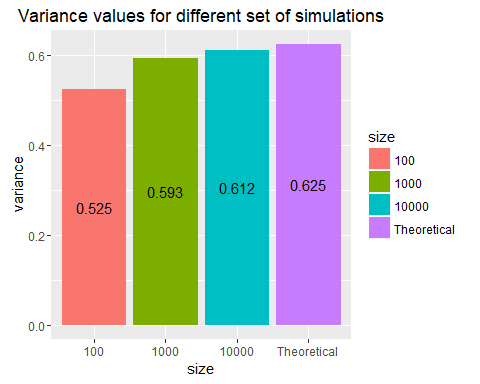 Variance values for different set of simulations
variance
0.6
0.4
0.2
0.0
0.525
0.593
0.612
0.625
100
1000
10000
Theoretical
size
size
100
1000
10000
Theoretical